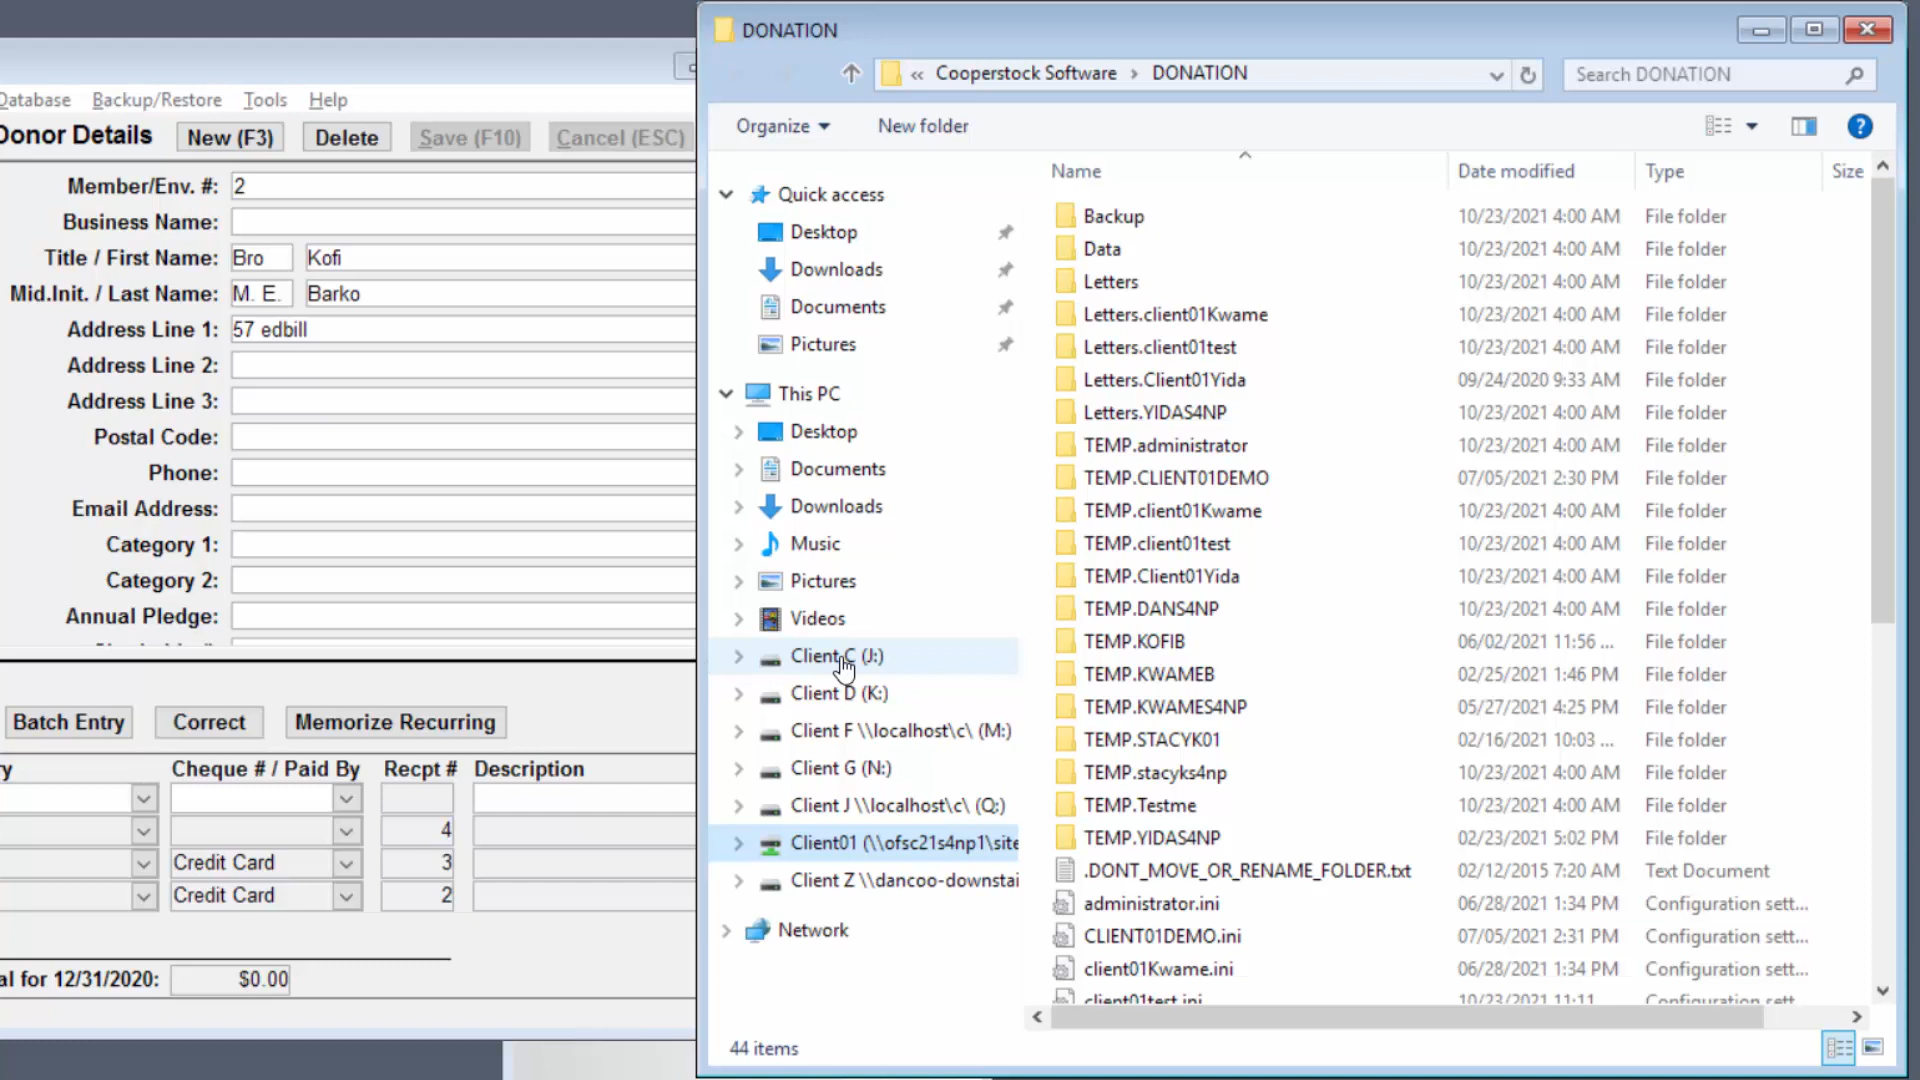 Database Backup/Restore Tools Help
Donor Details New (F3) Delete Save (F10) Cancel (ESC)
Member/Env. #: 2
Business Name:
Title / First Name: Bro Kofi
Mid.Init. / Last Name: M. E. Barko
Address Line 1: 57 edbill
Address Line 2:
Address Line 3:
Postal Code:
Phone:
Email Address:
Category 1:
Category 2:
Annual Pledge:
Batch Entry Correct Memorize Recurring
y Cheque # / Paid By Recpt # Description
4
Credit Card 3
Credit Card 2
al for 12/31/2020: $0.00
DONATION
« Cooperstock Software › DONATION
Search DONATION
Organize New folder
Quick access
Desktop
Downloads
Documents
Pictures
This PC
Desktop
Documents
Downloads
Music
Pictures
Videos
Client C (J:)
Client D (K:)
Client F \\localhost\c\ (M:)
Client G (N:)
Client J \\localhost\c\ (Q:)
Client01 (\\ofsc21s4np1\site
Client Z \\dancoo-downstai
Network
Name Date modified Type Size
Backup 10/23/2021 4:00 AM File folder
Data 10/23/2021 4:00 AM File folder
Letters 10/23/2021 4:00 AM File folder
Letters.client01Kwame 10/23/2021 4:00 AM File folder
Letters.client01test 10/23/2021 4:00 AM File folder
Letters.Client01Yida 09/24/2020 9:33 AM File folder
Letters.YIDAS4NP 10/23/2021 4:00 AM File folder
TEMP.administrator 10/23/2021 4:00 AM File folder
TEMP.CLIENT01DEMO 07/05/2021 2:30 PM File folder
TEMP.client01Kwame 10/23/2021 4:00 AM File folder
TEMP.client01test 10/23/2021 4:00 AM File folder
TEMP.Client01Yida 10/23/2021 4:00 AM File folder
TEMP.DANS4NP 10/23/2021 4:00 AM File folder
TEMP.KOFIB 06/02/2021 11:56 ... File folder
TEMP.KWAMEB 02/25/2021 1:46 PM File folder
TEMP.KWAMES4NP 05/27/2021 4:25 PM File folder
TEMP.STACYK01 02/16/2021 10:03 ... File folder
TEMP.stacyks4np 10/23/2021 4:00 AM File folder
TEMP.Testme 10/23/2021 4:00 AM File folder
TEMP.YIDAS4NP 02/23/2021 5:02 PM File folder
.DONT_MOVE_OR_RENAME_FOLDER.txt 02/12/2015 7:20 AM Text Document
administrator.ini 06/28/2021 1:34 PM Configuration sett...
CLIENT01DEMO.ini 07/05/2021 2:31 PM Configuration sett...
client01Kwame.ini 06/28/2021 1:34 PM Configuration sett...
client01test.ini 10/23/2021 11:11 Configuration sett
44 items